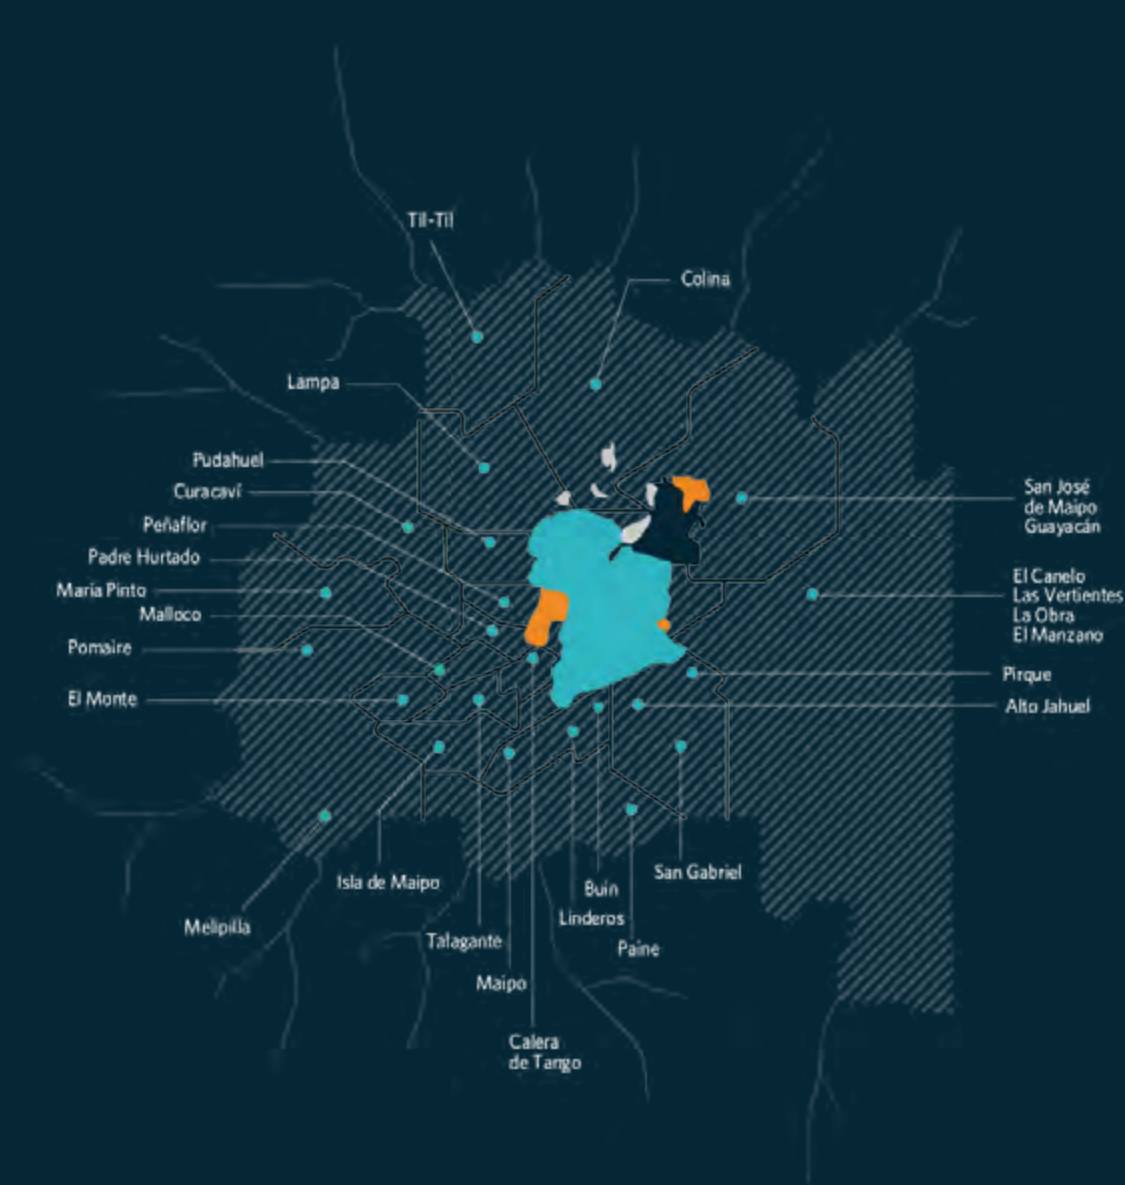 Til-Til
Colina
Lampa
Pudahuel
Curacaví
Peñaflor
Padre Hurtado
María Pinto
Malloco
Pomaire
El Monte
San José
de Maipo
Guayacán
El Canelo
Las Vertientes
La Obra
El Manzano
Pirque
Alto Jahuel
San Gabriel
Isla de Maipo
Buin
Linderos
Melipilla
Talagante
Paine
Maipo
Calera
de Tango